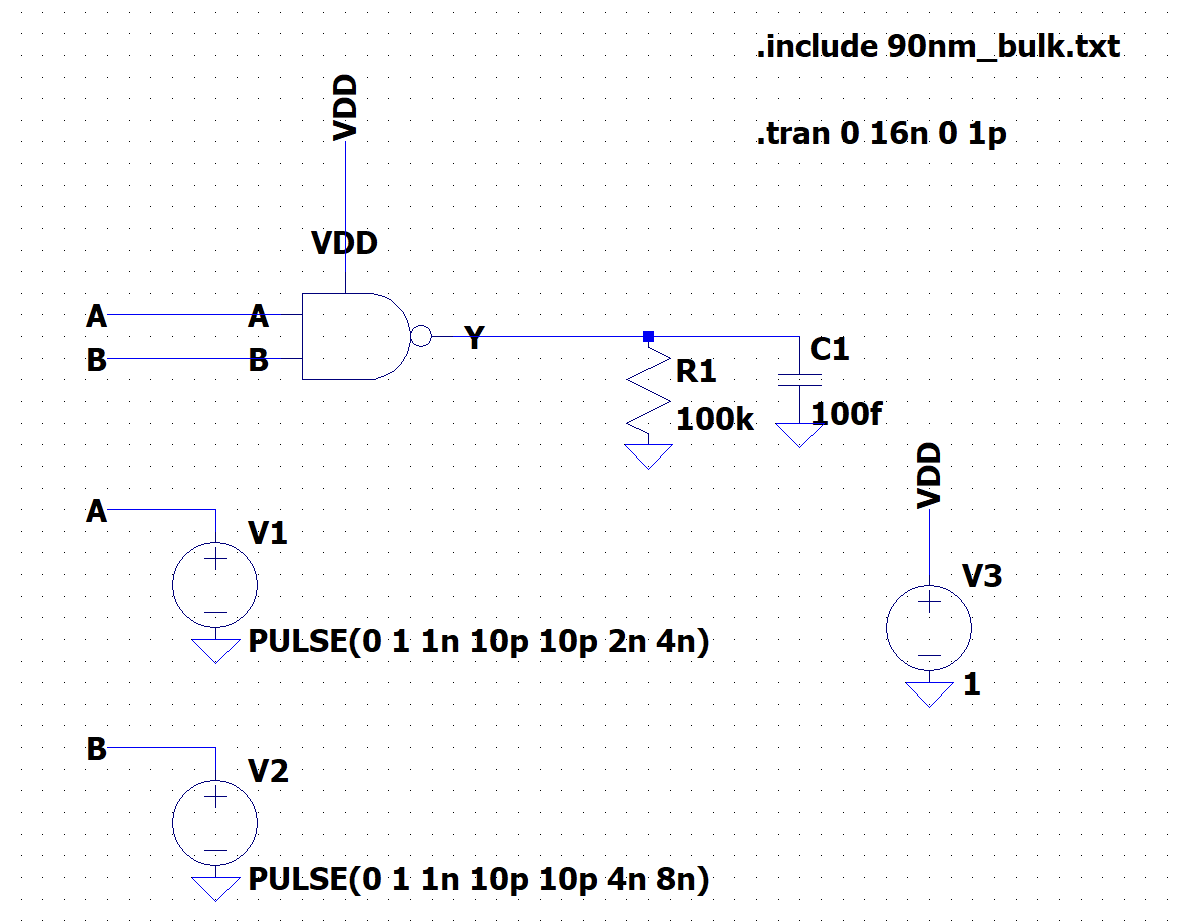 .include 90nm_bulk.txt
VDD
.tran 0 16n 0 1p
VDD
A
A
Y
B
B
C1
R1
100k
100f
VDD
A
V1
V3
PULSE(0 1 1n 10p 10p 2n 4n)
1
B
V2
PULSE(0 1 1n 10p 10p 4n 8n)